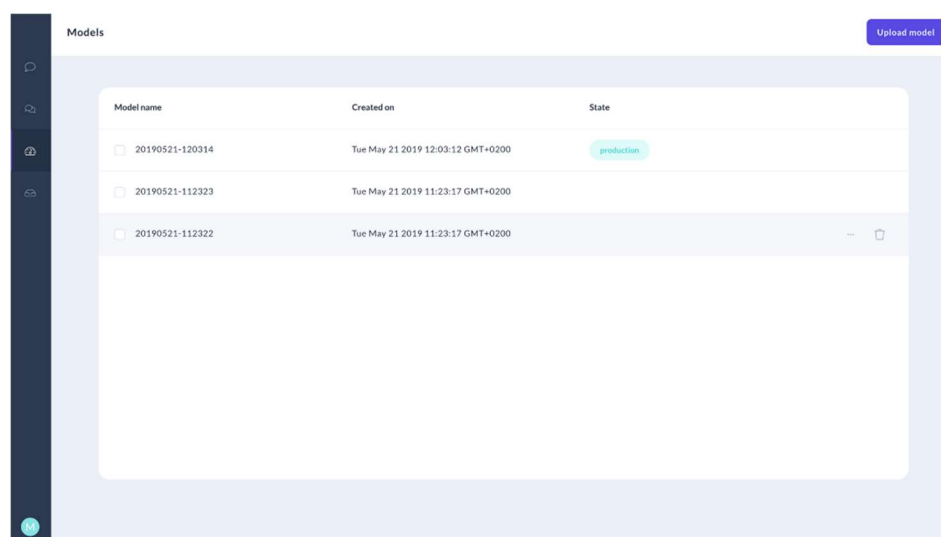 Models
Upload model
Model name Created on State
20190521-120314 Tue May 21 2019 12:03:12 GMT+0200 production
20190521-112323 Tue May 21 2019 11:23:17 GMT+0200
20190521-112322 Tue May 21 2019 11:23:17 GMT+0200
M